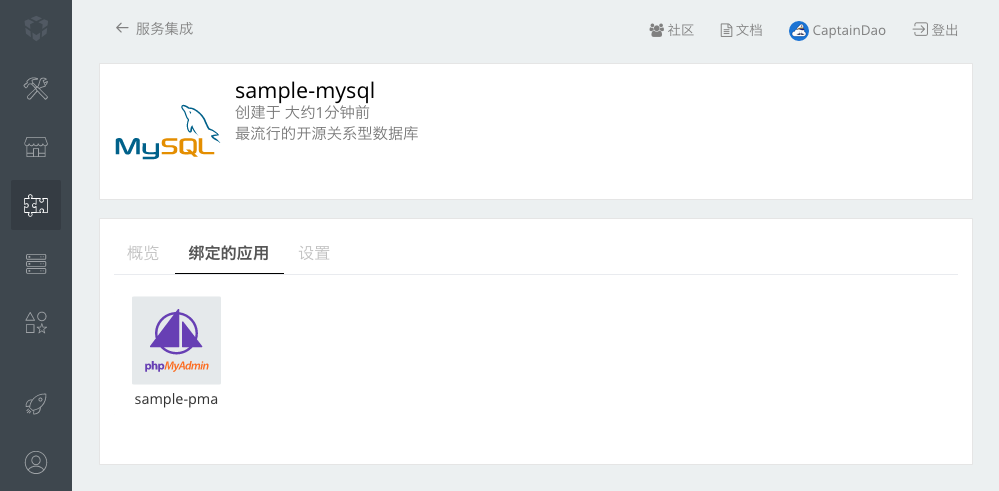 服务集成
社区
文档
CaptainDao
登出
MySQL
sample-mysql
创建于 大约1分钟前
最流行的开源关系型数据库
概览
绑定的应用
设置
phpMyAdmin
sample-pma